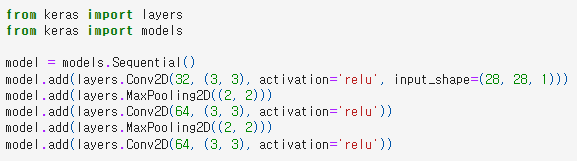 from keras import layers
from keras import models

model = models.Sequential()
model.add(layers.Conv2D(32, (3, 3), activation='relu', input_shape=(28, 28, 1)))
model.add(layers.MaxPooling2D((2, 2)))
model.add(layers.Conv2D(64, (3, 3), activation='relu'))
model.add(layers.MaxPooling2D((2, 2)))
model.add(layers.Conv2D(64, (3, 3), activation='relu'))